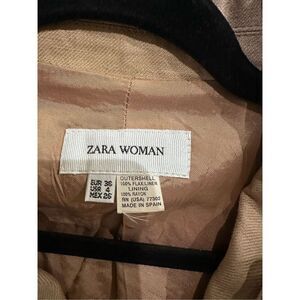 ZARA WOMAN
EUR 36
USA 4
MEX 26
OUTERSHELL
100% FLAX/LINEN
LINING
100% RAYON
RN (USA) 77302
MADE IN SPAIN